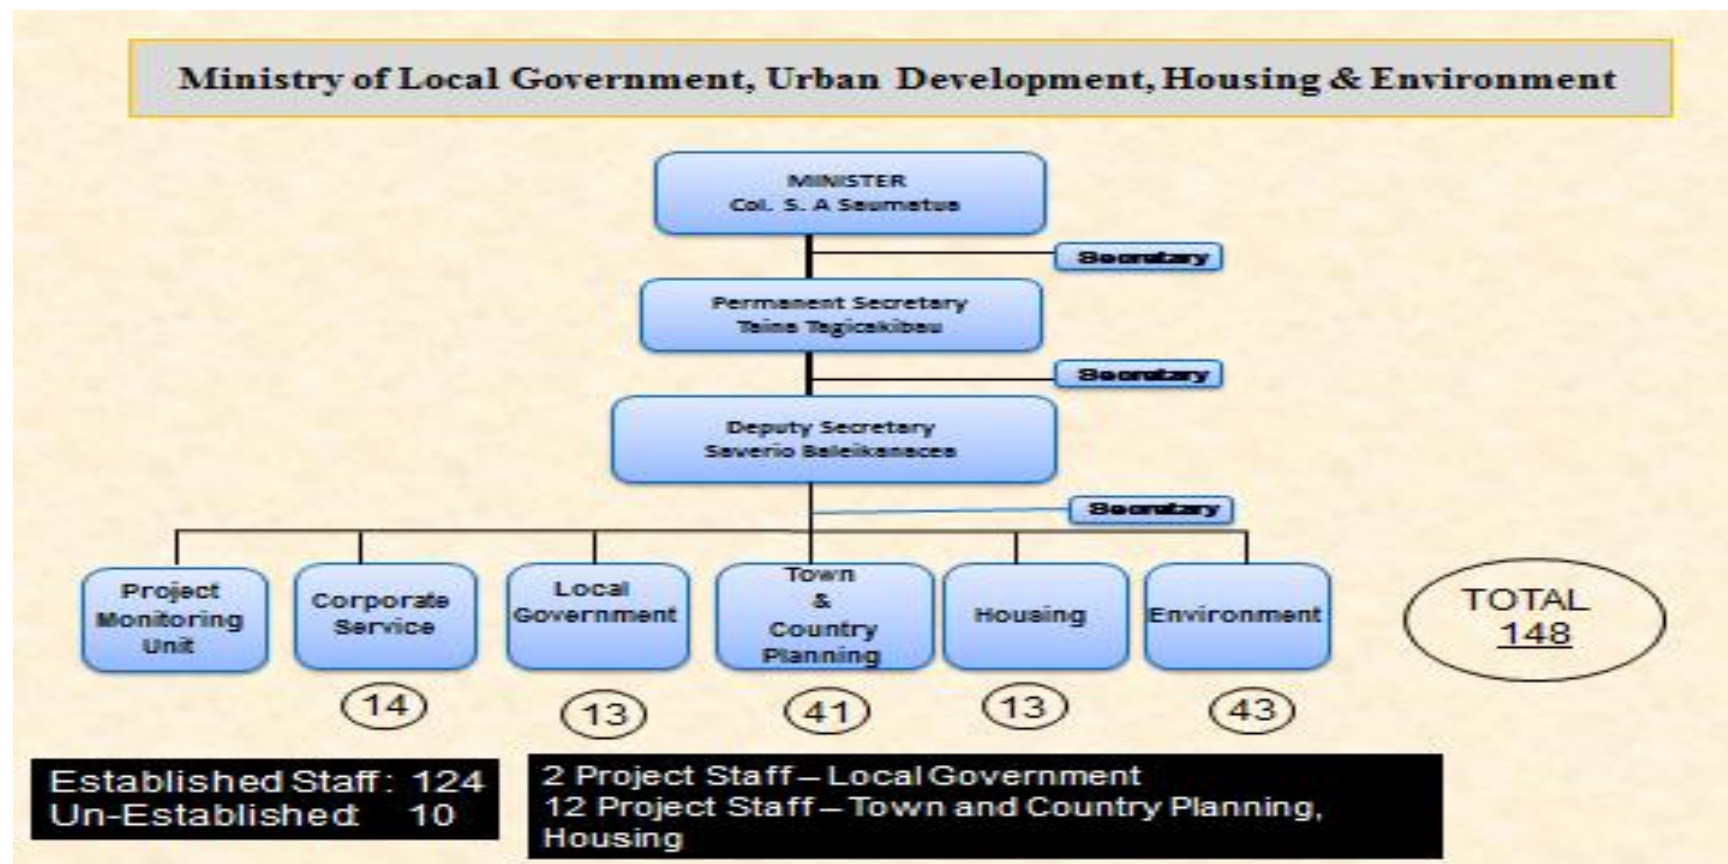 Ministry of Local Government, Urban Development, Housing & Environment
MINISTER
Col. S. A Saumatua
Secretary
Permanent Secretary
Taina Tagicakibau
Secretary
Deputy Secretary
Saverio Baleikanacea
Secretary
Project
Monitoring
Unit
Corporate
Service
Local
Government
Town
&
Country
Planning
Housing
Environment
TOTAL
148
14
13
41
13
43
Established Staff: 124
Un-Established 10
2 Project Staff – Local Government
12 Project Staff – Town and Country Planning,
Housing